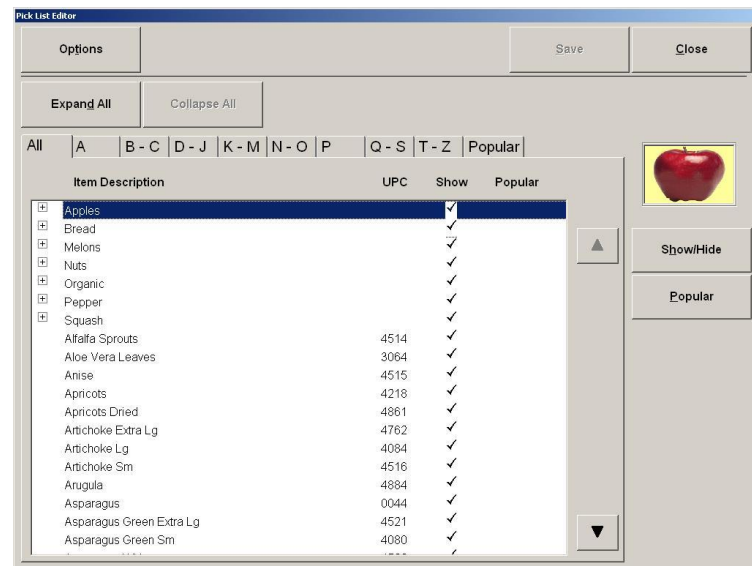 Pick List Editor
Options Save Close
Expand All Collapse All
All A B - C D - J K - M N - O P Q - S T - Z Popular
Item Description UPC Show Popular
Apples
Bread
Melons
Show/Hide
Nuts
Organic
Pepper
Popular
Squash
Alfalfa Sprouts 4514
Aloe Vera Leaves 3064
Anise 4515
Apricots 4218
Apricots Dried 4861
Artichoke Extra Lg 4762
Artichoke Lg 4084
Artichoke Sm 4516
Arugula 4884
Asparagus 0044
Asparagus Green Extra Lg 4521
Asparagus Green Sm 4080